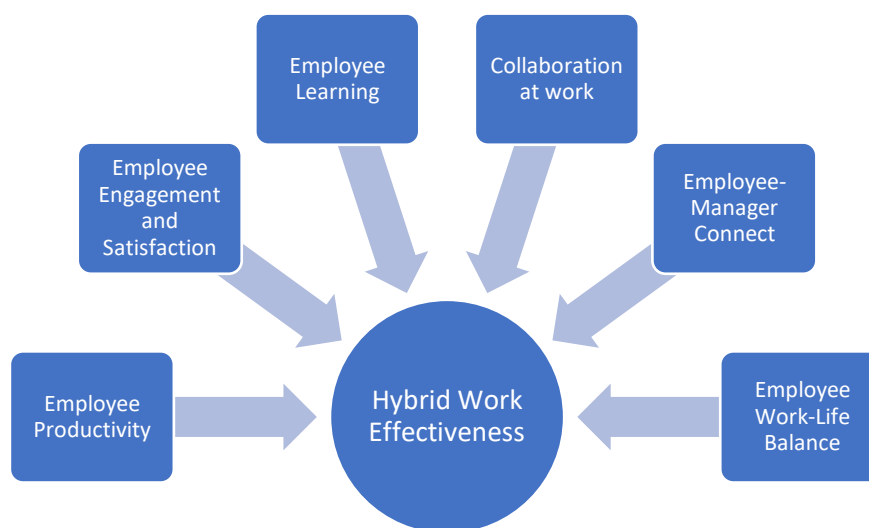 Employee
Learning
Collaboration
at work
Employee
Engagement
and
Satisfaction
Employee-
Manager
Connect
Employee
Productivity
Hybrid Work
Effectiveness
Employee
Work-Life
Balance